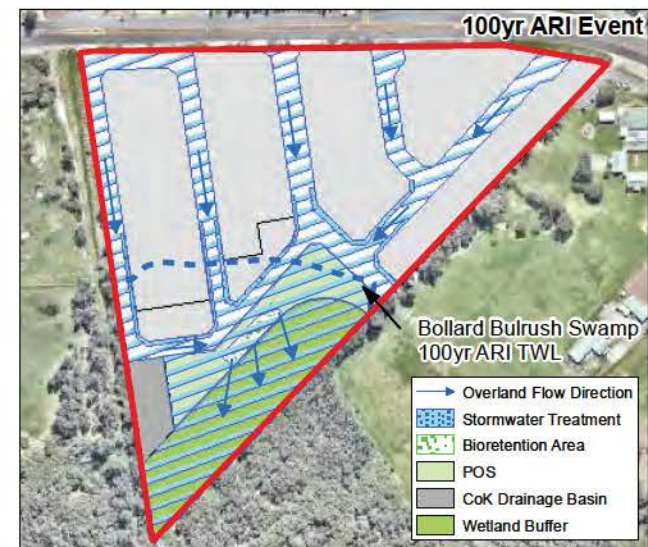 100yr ARI Event
Bollard Bulrush Swamp
100yr ARI TWL
Overland Flow Direction
Stormwater Treatment
Bioretention Area
POS
CoK Drainage Basin
Wetland Buffer